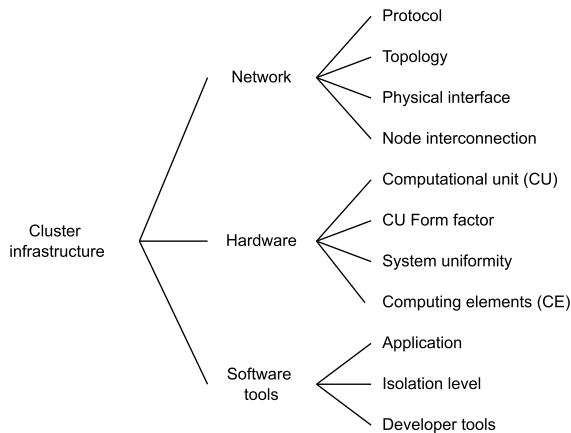 Cluster
infrastructure
Network
Protocol
Topology
Physical interface
Node interconnection
Hardware
Computational unit (CU)
CU Form factor
System uniformity
Computing elements (CE)
Software
tools
Application
Isolation level
Developer tools